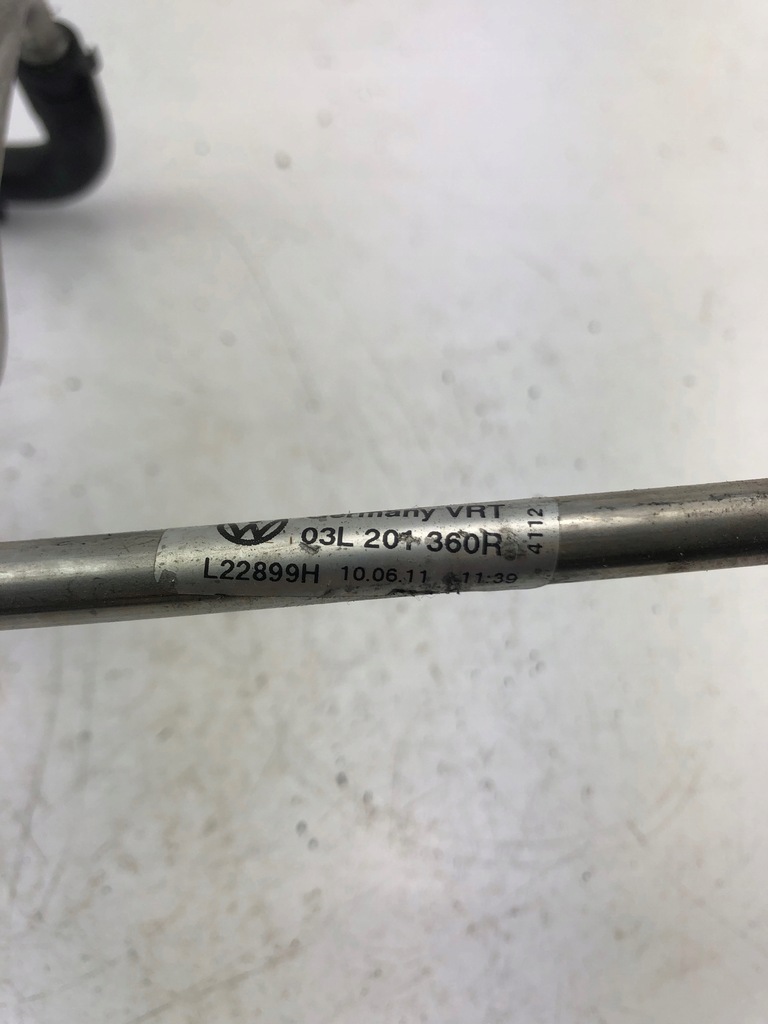 Germany VRT
03L 201 360R
L22899H 10.06.11 11:39
4112